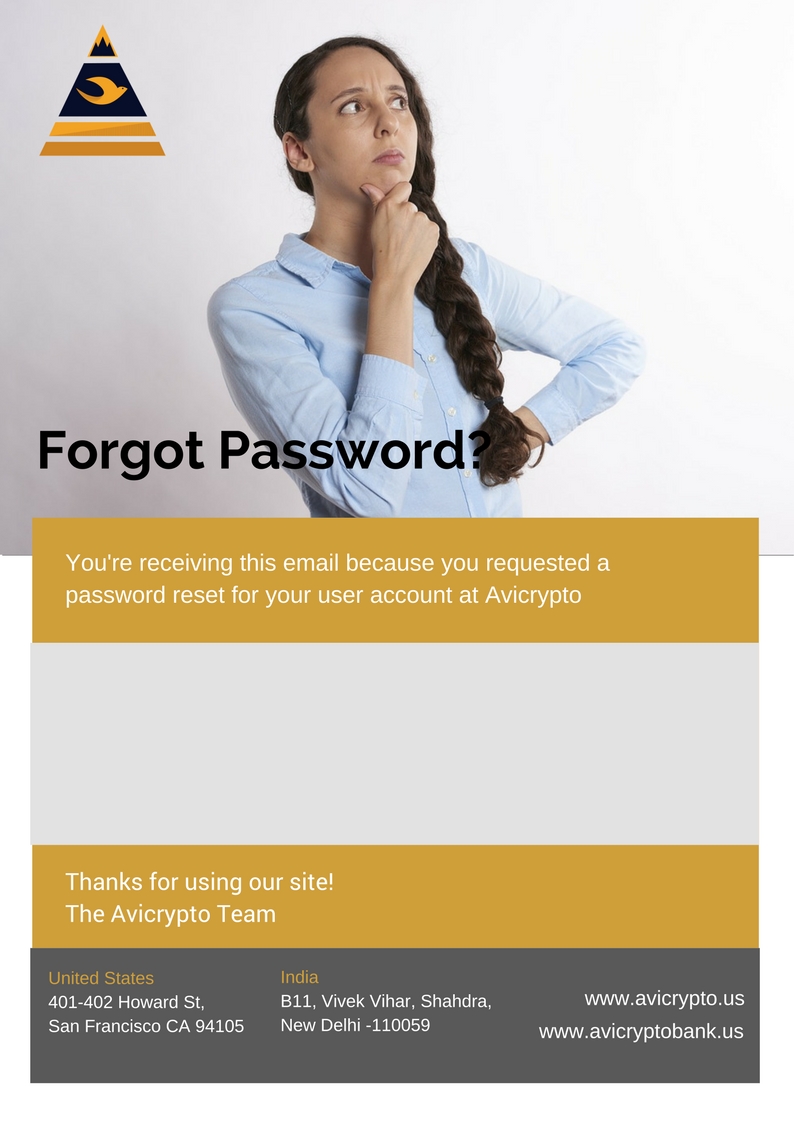 Forgot Password?
You're receiving this email because you requested a
password reset for your user account at Avicrypto
Thanks for using our site!
The Avicrypto Team
United States
401-402 Howard St,
San Francisco CA 94105
India
B11, Vivek Vihar, Shahdra,
New Delhi -110059
www.avicrypto.us
www.avicryptobank.us